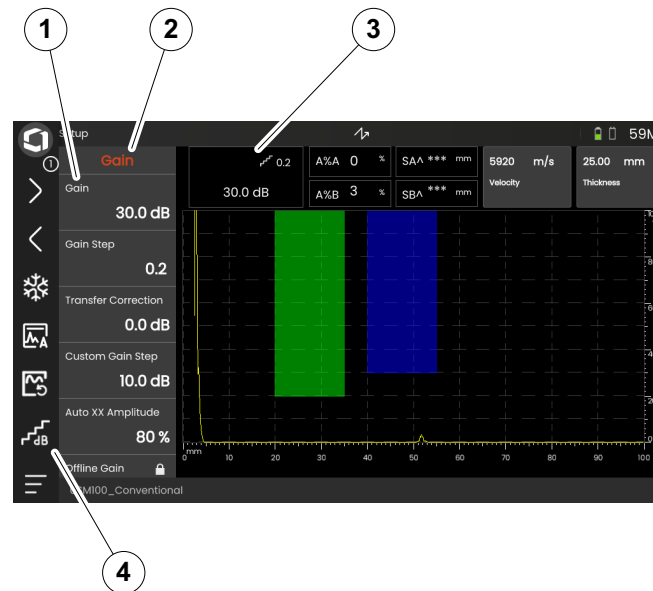 1
2
3
Setup
59M
1
Gain
0.2
A%A 0 %
SA^ *** mm
5920 m/s
Velocity
25.00 mm
Thickness
30.0 dB
A%B 3 %
SB^ *** mm
Gain
30.0 dB
Gain Step
0.2
Transfer Correction
0.0 dB
Custom Gain Step
10.0 dB
Auto XX Amplitude
80 %
Offline Gain
A
dB
mm
0 10 20 30 40 50 60 70 80 90 100
USM100_Conventional
4